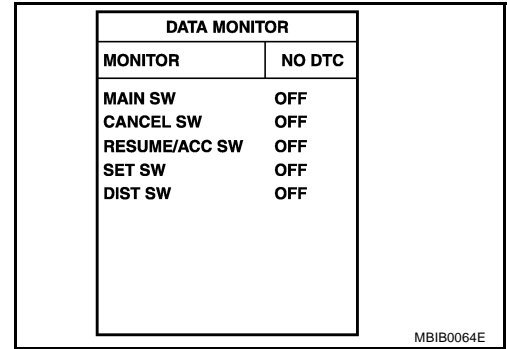 DATA MONITOR
MONITOR NO DTC
MAIN SW OFF
CANCEL SW OFF
RESUME/ACC SW OFF
SET SW OFF
DIST SW OFF
MBIB0064E